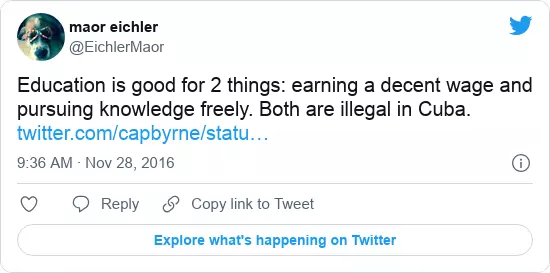 maor eichler
@EichlerMaor
Education is good for 2 things: earning a decent wage and
pursuing knowledge freely. Both are illegal in Cuba.
twitter.com/capbyrne/statu…
9:36 AM · Nov 28, 2016
Reply
Copy link to Tweet
Explore what's happening on Twitter